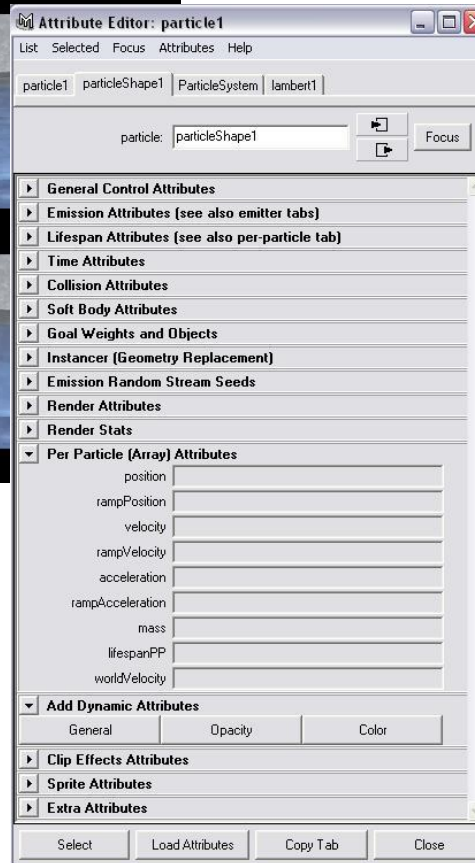 Attribute Editor: particle1
List Selected Focus Attributes Help
particle1 particleShape1 ParticleSystem lambert1
particle: particleShape1
Focus
General Control Attributes
Emission Attributes (see also emitter tabs)
Lifespan Attributes (see also per-particle tab)
Time Attributes
Collision Attributes
Soft Body Attributes
Goal Weights and Objects
Instancer (Geometry Replacement)
Emission Random Stream Seeds
Render Attributes
Render Stats
Per Particle (Array) Attributes
position
rampPosition
velocity
rampVelocity
acceleration
rampAcceleration
mass
lifespanPP
worldVelocity
Add Dynamic Attributes
General Opacity Color
Clip Effects Attributes
Sprite Attributes
Extra Attributes
Select Load Attributes Copy Tab Close